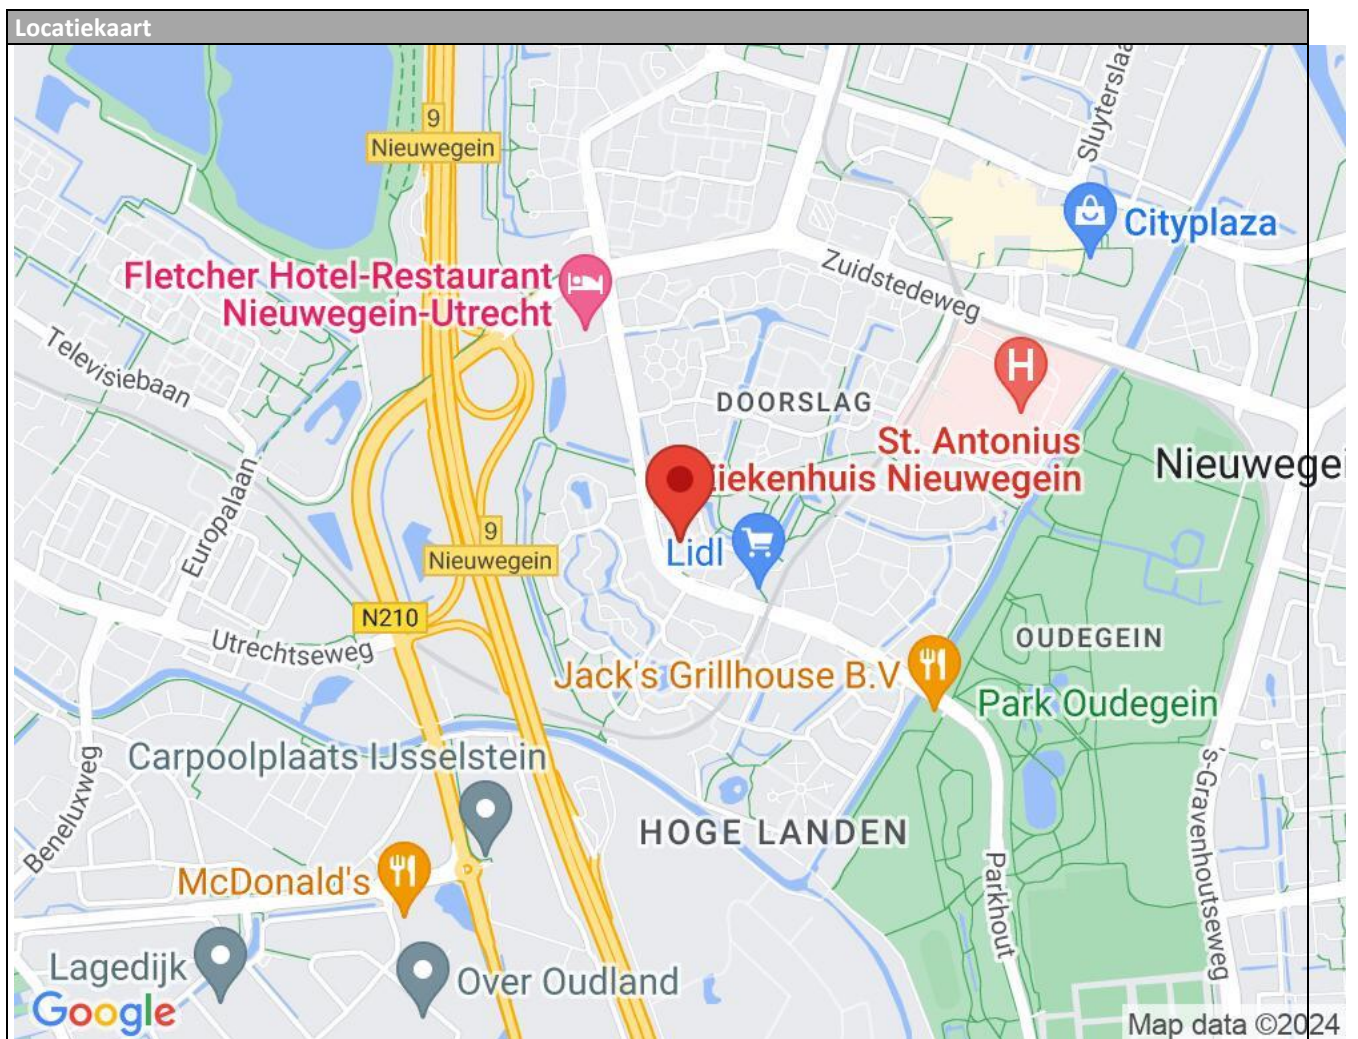 Locatiekaart
Sluyterslaa
9
Nieuwegein
Cityplaza
Zuidstedeweg
Fletcher Hotel-Restaurant
Nieuwegein-Utrecht
Televisiebaan
DOORSLAG
H
St. Antonius
iekenhuis Nieuwegein
Nieuwegei
Europalaan
9
Nieuwegein
Lidl
N210
Utrechtseweg
OUDEGEIN
Jack's Grillhouse B.V
Park Oudegein
Carpoolplaats IJsselstein
Beneluxweg
's-Gravenhoutseweg
HOGE LANDEN
McDonald's
Parkhout
Lagedijk
Over Oudland
Google
Map data ©2024